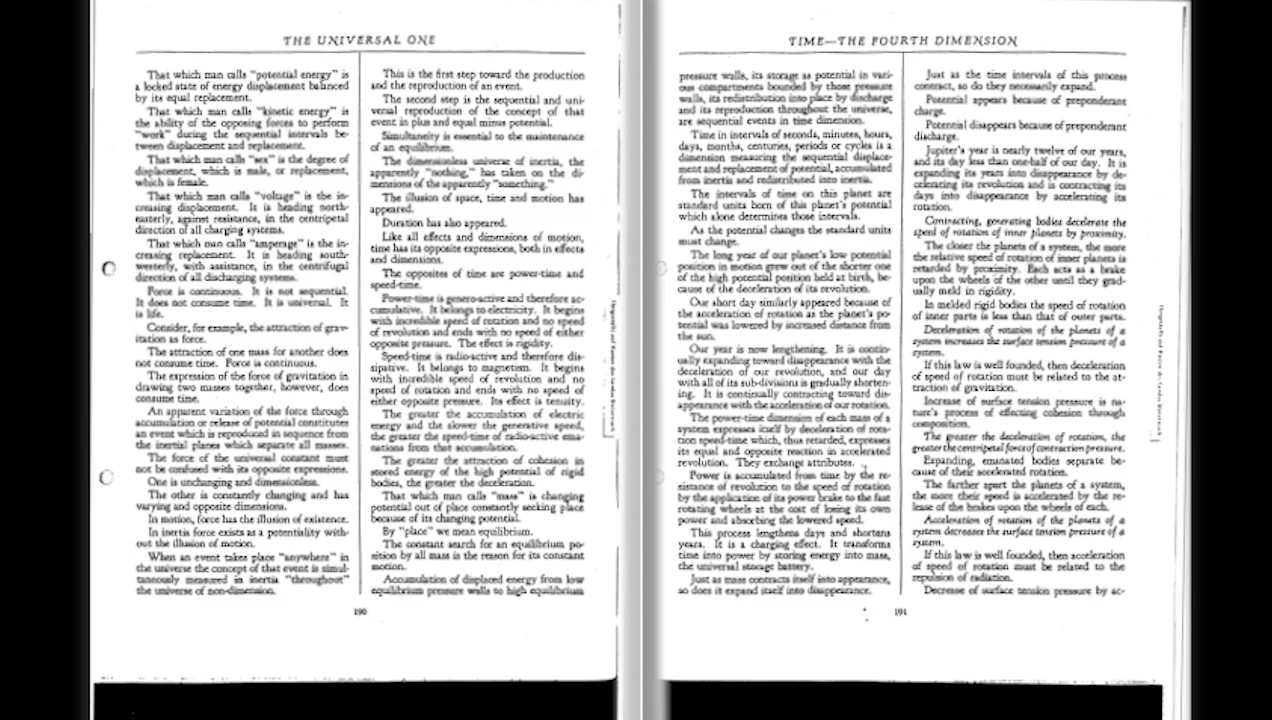 THE UNIVERSAL ONE
That which man calls "potential energy" is
a locked state of energy displacement balanced
by its equal replacement.
That which man calls "kinetic energy" is
the ability of the opposing forces to perform
"work" during the sequential intervals be-
tween displacement and replacement.
That which man calls "sex" is the degree of
displacement, which is male, or replacement,
which is female.
That which man calls "voltage" is the in-
creasing displacement. It is heading north-
easterly, against resistance, in the centripetal
direction of all charging systems.
That which man calls "amperage" is the in-
creasing replacement. It is heading south-
westerly, with assistance, in the centrifugal
direction of all discharging systems.
Force is continuous. It is not sequential.
It does not consume time. It is universal. It
is life.
Consider, for example, the attraction of grav-
itation as force.
The attraction of one mass for another does
not consume time. Force is continuous.
The expression of the force of gravitation in
drawing two masses together, however, does
consume time.
An apparent variation of the force through
accumulation or release of potential constitutes
an event which is reproduced in sequence from
the inertial planes which separate all masses.
The force of the universal constant must
not be confused with its opposite expressions.
One is unchanging and dimensionless.
The other is constantly changing and has
varying and opposite dimensions.
In motion, force has the illusion of existence.
In inertia force exists as a potentiality with-
out the illusion of motion.
When an event takes place "anywhere" in
the universe the concept of that event is simul-
taneously measured in inertia "throughout"
the universe of non-dimension.
This is the first step toward the production
and the reproduction of an event.
The second step is the sequential and uni-
versal reproduction of the concept of that
event in plus and equal minus potential.
Simultaneity is essential to the maintenance
of an equilibrium.
The dimensionless universe of inertia, the
apparently "nothing," has taken on the di-
mensions of the apparently "something."
The illusion of space, time and motion has
appeared.
Duration has also appeared.
Like all effects and dimensions of motion,
time has its opposite expressions, both in effects
and dimensions.
The opposites of time are power-time and
speed-time.
Power-time is genero-active and therefore ac-
cumulative. It belongs to electricity. It begins
with incredible speed of rotation and no speed
of revolution and ends with no speed of either
opposite pressure. The effect is rigidity.
Speed-time is radio-active and therefore dis-
sipative. It belongs to magnetism. It begins
with incredible speed of revolution and no
speed of rotation and ends with no speed of
either opposite pressure. Its effect is tenuity.
The greater the accumulation of electric
energy and the slower the generative speed,
the greater the speed-time of radio-active ema-
nations from that accumulation.
The greater the attraction of cohesion in
stored energy of the high potential of rigid
bodies, the greater the deceleration.
That which man calls "mass" is changing
potential out of place constantly seeking place
because of its changing potential.
By "place" we mean equilibrium.
The constant search for an equilibrium po-
sition by all mass is the reason for its constant
motion.
Accumulation of displaced energy from low
equilibrium pressure walls to high equilibrium
190
TIME—THE FOURTH DIMENSION
pressure walls, its storage as potential in vari-
ous compartments bounded by those pressure
walls, its redistribution into place by discharge
and its reproduction throughout the universe,
are sequential events in time dimension.
Time in intervals of seconds, minutes, hours,
days, months, centuries, periods or cycles is a
dimension measuring the sequential displace-
ment and replacement of potential, accumulated
from inertia and redistributed into inertia.
The intervals of time on this planet are
standard units born of this planet's potential
which alone determines those intervals.
As the potential changes the standard units
must change.
The long year of our planet's low potential
position in motion grew out of the shorter one
of the high potential position held at birth, be-
cause of the deceleration of its revolution.
Our short day similarly appeared because of
the acceleration of rotation as the planet's po-
tential was lowered by increased distance from
the sun.
Our year is now lengthening. It is contin-
ually expanding toward disappearance with the
deceleration of our revolution, and our day
with all of its sub-divisions is gradually shorten-
ing. It is continually contracting toward dis-
appearance with the acceleration of our rotation.
The power-time dimension of each mass of a
system expresses itself by deceleration of rota-
tion speed-time which, thus retarded, expresses
its equal and opposite reaction in accelerated
revolution. They exchange attributes.
Power is accumulated from time by the re-
sistance of revolution to the speed of rotation
by the application of its power brake to the fast
rotating wheels at the cost of losing its own
power and absorbing the lowered speed.
This process lengthens days and shortens
years. It is a charging effect. It transforms
time into power by storing energy into mass,
the universal storage battery.
Just as mass contracts itself into appearance,
so does it expand itself into disappearance.
Just as the time intervals of this process
contract, so do they necessarily expand.
Potential appears because of preponderant
charge.
Potential disappears because of preponderant
discharge.
Jupiter's year is nearly twelve of our years,
and its day less than one-half of our day. It is
expanding its years into disappearance by de-
celerating its revolution and is contracting its
days into disappearance by accelerating its
rotation.
Contracting, generating bodies decelerate the
speed of rotation of inner planets by proximity.
The closer the planets of a system, the more
the relative speed of rotation of inner planets is
retarded by proximity. Each acts as a brake
upon the wheels of the other until they grad-
ually meld in rigidity.
In melded rigid bodies the speed of rotation
of inner parts is less than that of outer parts.
Deceleration of rotation of the planets of a
system increases the surface tension pressure of a
system.
If this law is well founded, then deceleration
of speed of rotation must be related to the at-
traction of gravitation.
Increase of surface tension pressure is na-
ture's process of effecting cohesion through
composition.
The greater the deceleration of rotation, the
greater the centripetal force of contraction pressure.
Expanding, emanated bodies separate be-
cause of their accelerated rotation.
The farther apart the planets of a system,
the more their speed is accelerated by the re-
lease of the brakes upon the wheels of each.
Acceleration of rotation of the planets of a
system decreases the surface tension pressure of a
system.
If this law is well founded, then acceleration
of speed of rotation must be related to the
repulsion of radiation.
Decrease of surface tension pressure by ac-
191